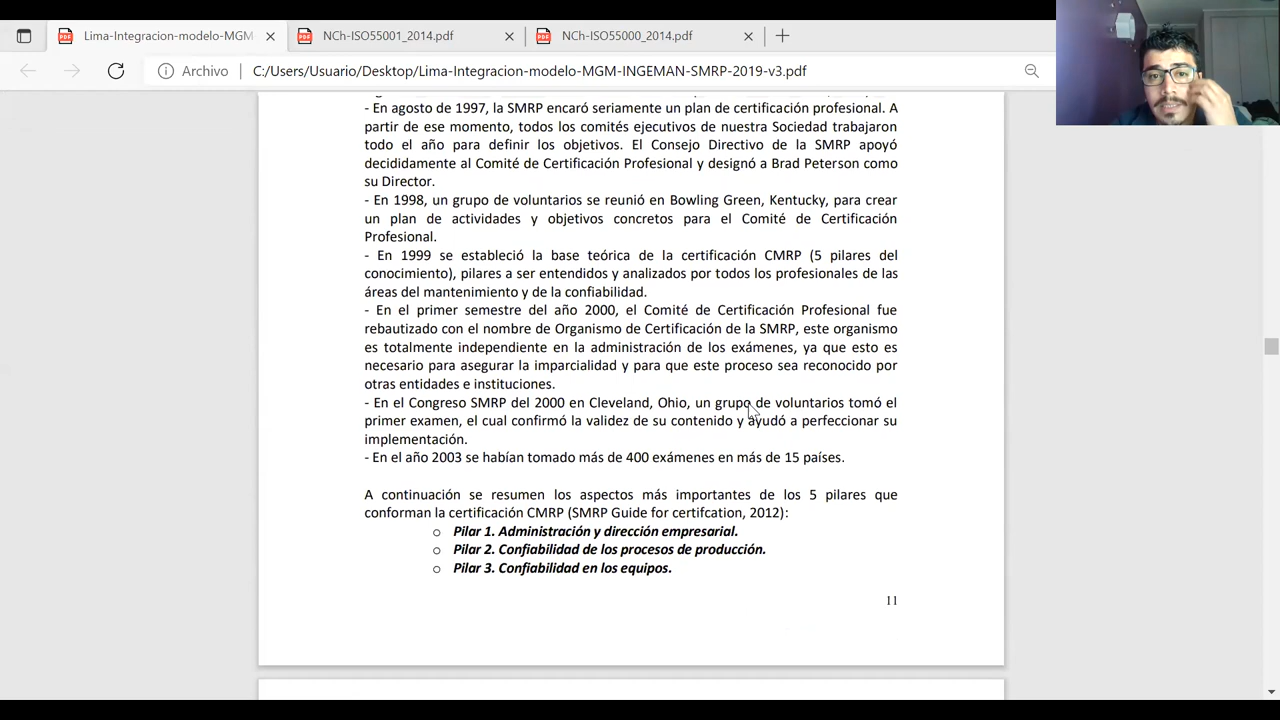 Lima-Integracion-modelo-MGM
NCh-ISO55001_2014.pdf
NCh-ISO55000_2014.pdf
Archivo
C:/Users/Usuario/Desktop/Lima-Integracion-modelo-MGM-INGEMAN-SMRP-2019-v3.pdf
- En agosto de 1997, la SMRP encaró seriamente un plan de certificación profesional. A
partir de ese momento, todos los comités ejecutivos de nuestra Sociedad trabajaron
todo el año para definir los objetivos. El Consejo Directivo de la SMRP apoyó
decididamente al Comité de Certificación Profesional y designó a Brad Peterson como
su Director.
- En 1998, un grupo de voluntarios se reunió en Bowling Green, Kentucky, para crear
un plan de actividades y objetivos concretos para el Comité de Certificación
Profesional.
- En 1999 se estableció la base teórica de la certificación CMRP (5 pilares del
conocimiento), pilares a ser entendidos y analizados por todos los profesionales de las
áreas del mantenimiento y de la confiabilidad.
- En el primer semestre del año 2000, el Comité de Certificación Profesional fue
rebautizado con el nombre de Organismo de Certificación de la SMRP, este organismo
es totalmente independiente en la administración de los exámenes, ya que esto es
necesario para asegurar la imparcialidad y para que este proceso sea reconocido por
otras entidades e instituciones.
- En el Congreso SMRP del 2000 en Cleveland, Ohio, un grupo de voluntarios tomó el
primer examen, el cual confirmó la validez de su contenido y ayudó a perfeccionar su
implementación.
- En el año 2003 se habían tomado más de 400 exámenes en más de 15 países.
A continuación se resumen los aspectos más importantes de los 5 pilares que
conforman la certificación CMRP (SMRP Guide for certifcation, 2012):
o Pilar 1. Administración y dirección empresarial.
o Pilar 2. Confiabilidad de los procesos de producción.
o Pilar 3. Confiabilidad en los equipos.
11